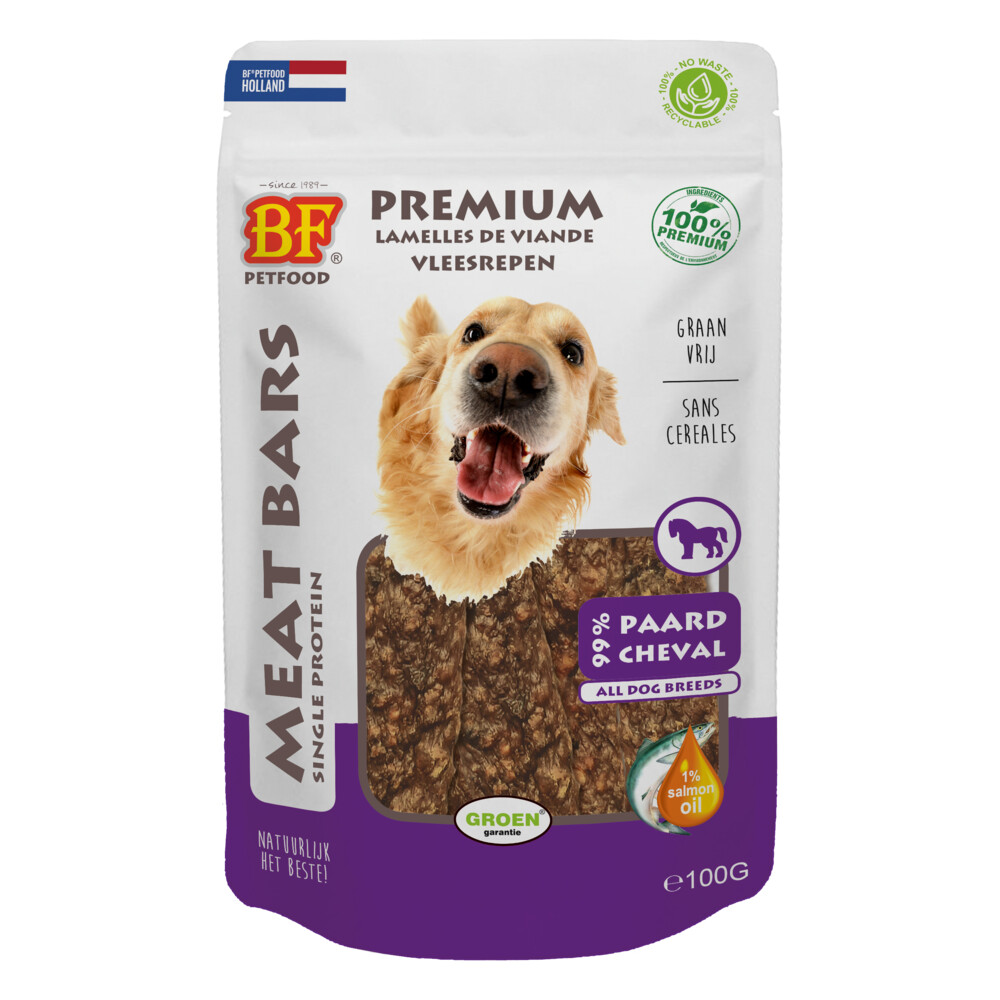 BF® PETFOOD
HOLLAND
100% - NO WASTE - 100%
RECYCLABLE
since 1989
BF®
PETFOOD
PREMIUM
LAMELLES DE VIANDE
VLEESREPEN
INGREDIENTS
100%
PREMIUM
GRAAN
VRIJ
SANS
CEREALES
MEAT BARS
SINGLE PROTEIN
99%
PAARD
CHEVAL
ALL DOG BREEDS
1%
salmon
oil
GROEN®
garantie
NATUURLIJK
HET BESTE!
℮100G